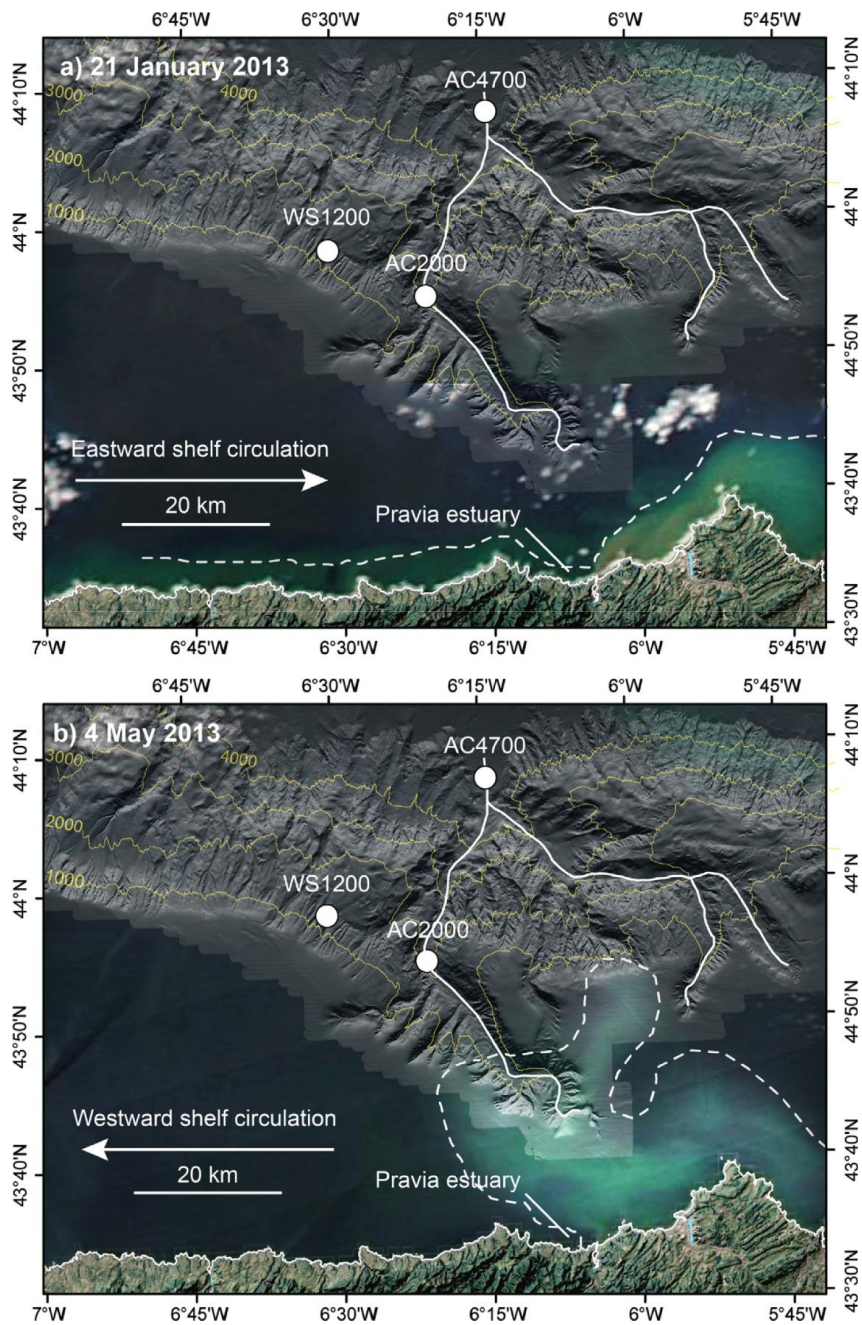 6°45'W 6°30'W 6°15'W 6°W 5°45'W
a) 21 January 2013
44°10'N
44°10'N
3000
4000
AC4700
2000
44°N
44°N
WS1200
1000
AC2000
43°50'N
44°50'N
Eastward shelf circulation
20 km
Pravia estuary
43°40'N
43°40'N
43°30'N
7°W 6°45'W 6°30'W 6°15'W 6°W 5°45'W
6°45'W 6°30'W 6°15'W 6°W 5°45'W
b) 4 May 2013
44°10'N
44°10'N
3000
4000
AC4700
2000
44°N
44°N
WS1200
1000
AC2000
43°50'N
44°50'N
Westward shelf circulation
20 km
Pravia estuary
43°40'N
43°40'N
43°30'N
7°W 6°45'W 6°30'W 6°15'W 6°W 5°45'W